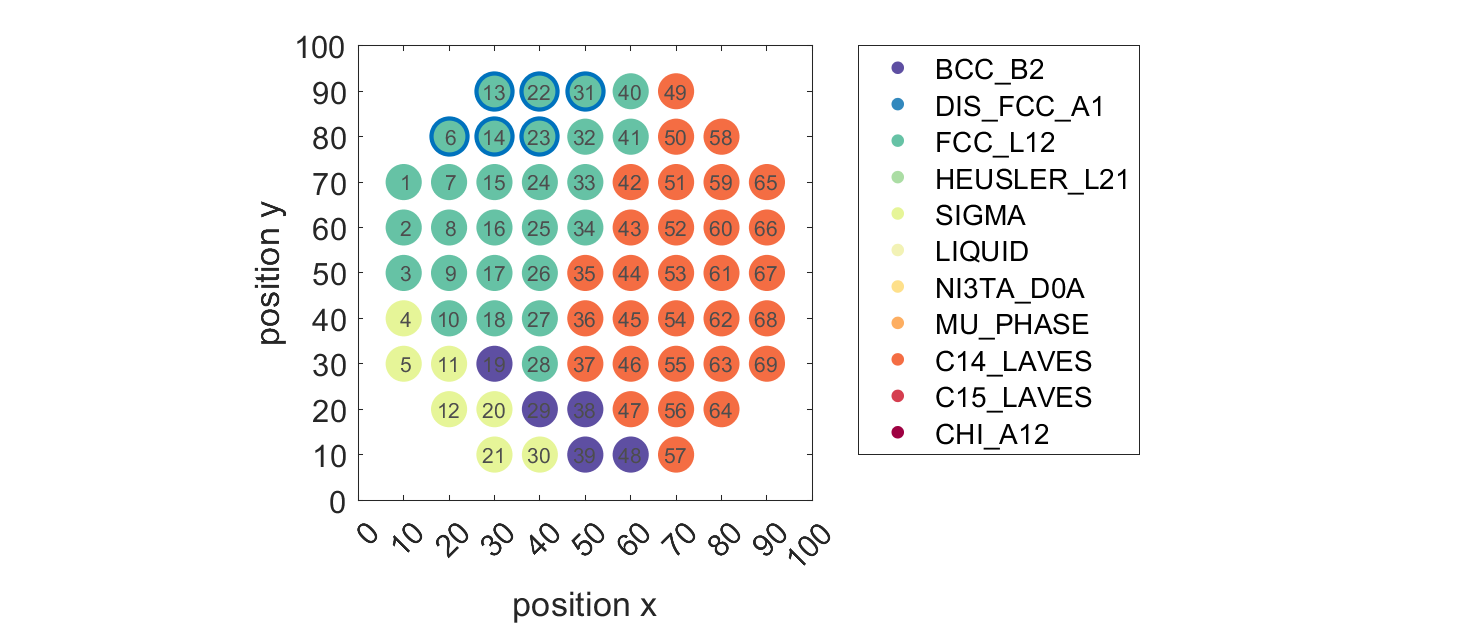 100
90
80
70
60
50
40
30
20
10
0
position y
13 22 31 40 49
6 14 23 32 41 50 58
1 7 15 24 33 42 51 59 65
2 8 16 25 34 43 52 60 66
3 9 17 26 35 44 53 61 67
4 10 18 27 36 45 54 62 68
5 11 19 28 37 46 55 63 69
12 20 29 38 47 56 64
21 30 39 48 57
0 10 20 30 40 50 60 70 80 90 100
position x
BCC_B2
DIS_FCC_A1
FCC_L12
HEUSLER_L21
SIGMA
LIQUID
NI3TA_D0A
MU_PHASE
C14_LAVES
C15_LAVES
CHI_A12